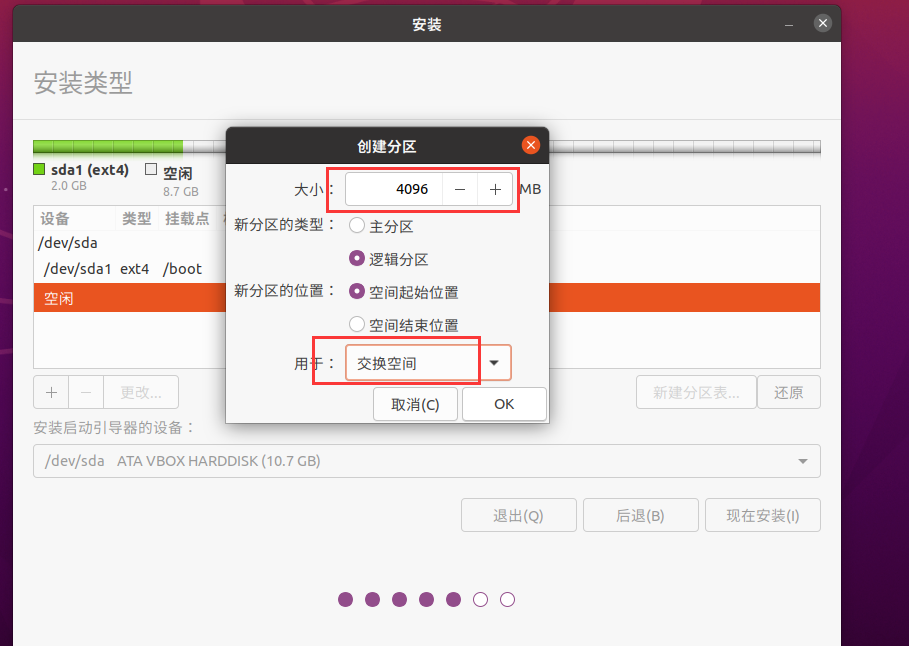 安装
安装类型
sda1 (ext4)
2.0 GB
空闲
8.7 GB
设备 类型 挂载点
/dev/sda
/dev/sda1 ext4 /boot
空闲
创建分区
大小： 4096 − + MB
新分区的类型： 主分区
逻辑分区
新分区的位置： 空间起始位置
空间结束位置
用于： 交换空间
取消(C) OK
+ − 更改... 新建分区表... 还原
安装启动引导器的设备：
/dev/sda ATA VBOX HARDDISK (10.7 GB)
退出(Q) 后退(B) 现在安装(I)